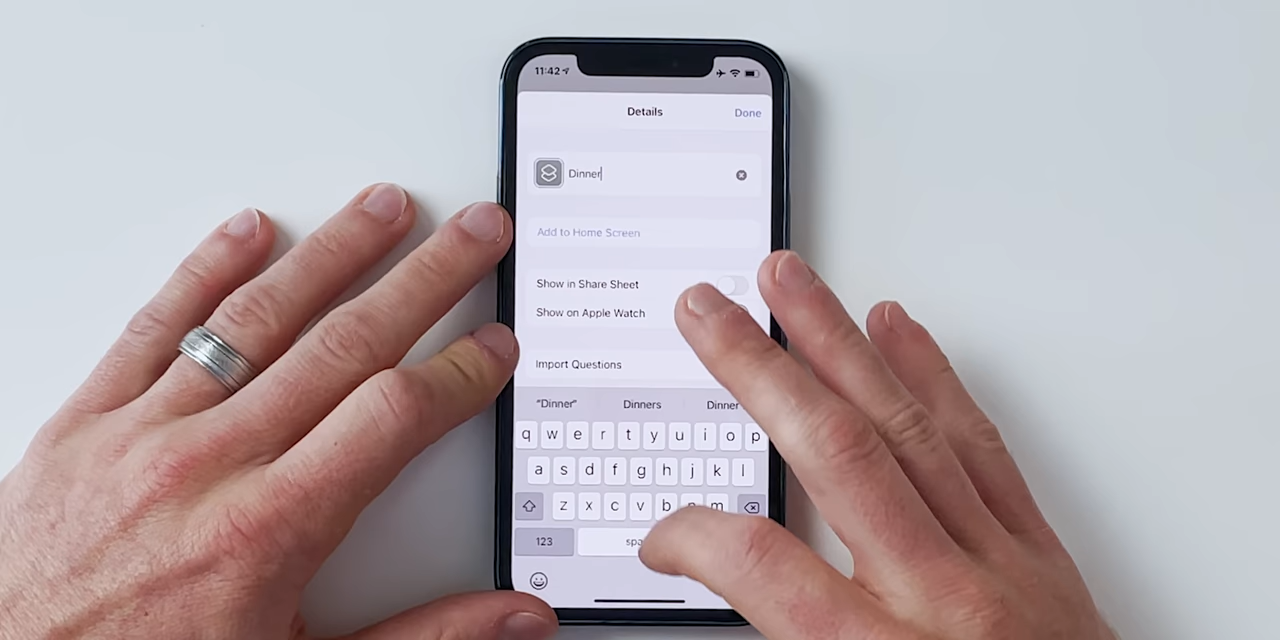 11:42
Details Done
Dinner
Add to Home Screen
Show in Share Sheet
Show on Apple Watch
Import Questions
"Dinner" Dinners Dinner
q w e r t y u i o p
a s d f g h j k l
z x c v b n m
123